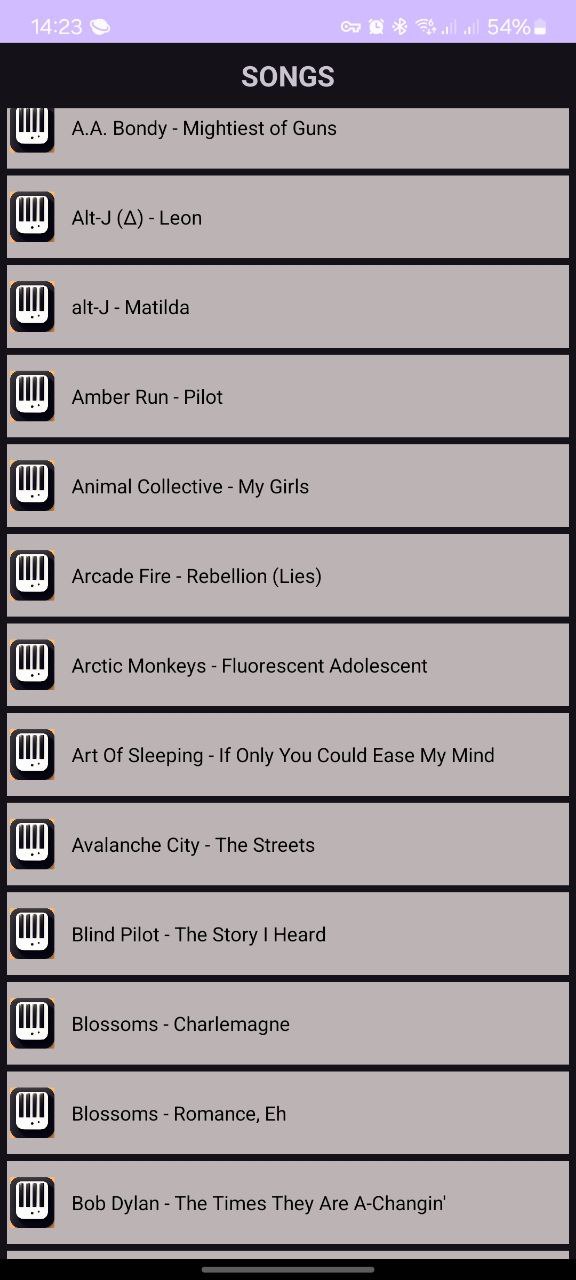 14:23
54%
SONGS
A.A. Bondy - Mightiest of Guns
Alt-J (Δ) - Leon
alt-J - Matilda
Amber Run - Pilot
Animal Collective - My Girls
Arcade Fire - Rebellion (Lies)
Arctic Monkeys - Fluorescent Adolescent
Art Of Sleeping - If Only You Could Ease My Mind
Avalanche City - The Streets
Blind Pilot - The Story I Heard
Blossoms - Charlemagne
Blossoms - Romance, Eh
Bob Dylan - The Times They Are A-Changin'